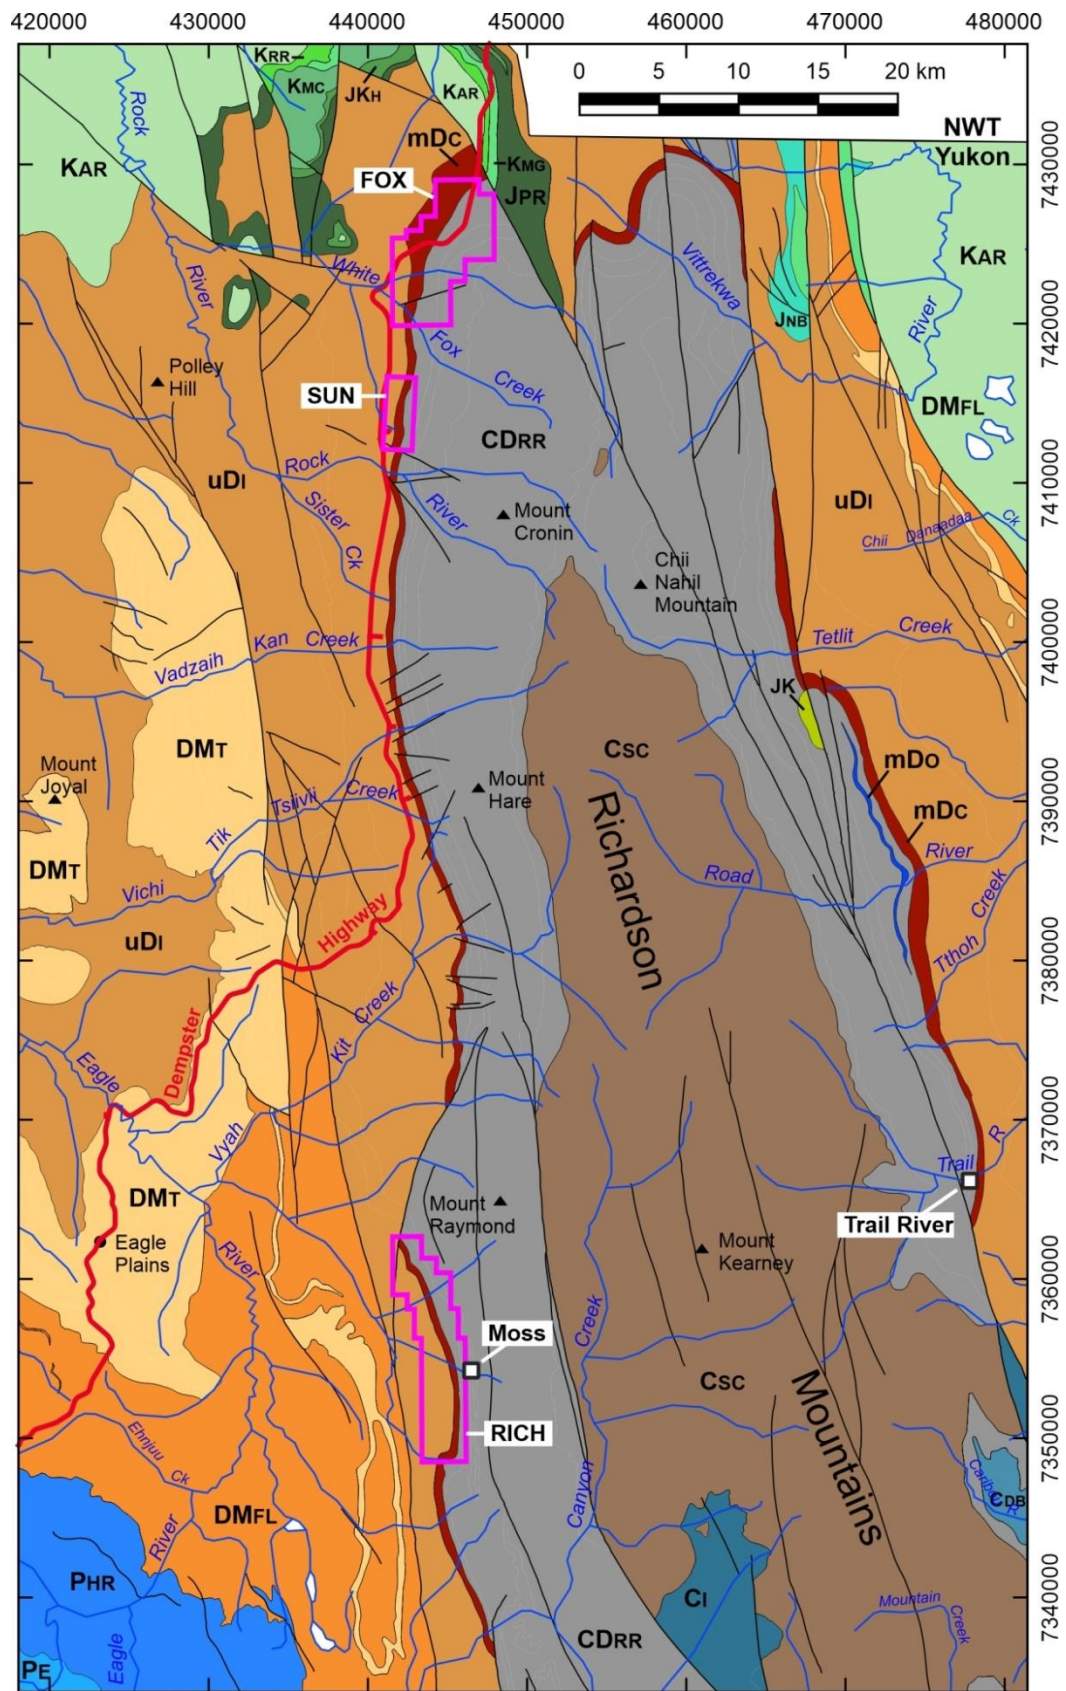 420000 430000 440000 450000 460000 470000 480000
0 5 10 15 20 km
NWT
Yukon
KRR
KMC
JKH
KAR
KAR
mDC
FOX
KMG
JPR
Rock
River
White
Fox
Creek
Vittrekwa
River
KAR
JNB
7430000
7420000
7410000
7400000
7390000
7380000
7370000
7360000
7350000
7340000
Polley
Hill
SUN
CDRR
DMFL
uDI
uDI
Rock
River
Sister
Ck
Mount
Cronin
Chii
Nahil
Mountain
Chii Danaadaa Ck
Vadzaih Kan Creek
Tetlit Creek
JK
DMT
CSC
mDO
mDC
Mount
Joyal
Mount
Hare
Tik Tsiivii Creek
Richardson
DMT
Vichi
Road
River
uDI
Highway
Tthoh Creek
Kit Creek
Dempster
Eagle
Vyah
River
Trail R
DMT
Mount
Raymond
Trail River
Eagle
Plains
Mount
Kearney
Moss
Creek
CSC
Mountains
RICH
Ehnjuu
Ck
Canyon
CDB
DMFL
River
PHR
CI
Mountain
Creek
CDRR
PE
Eagle